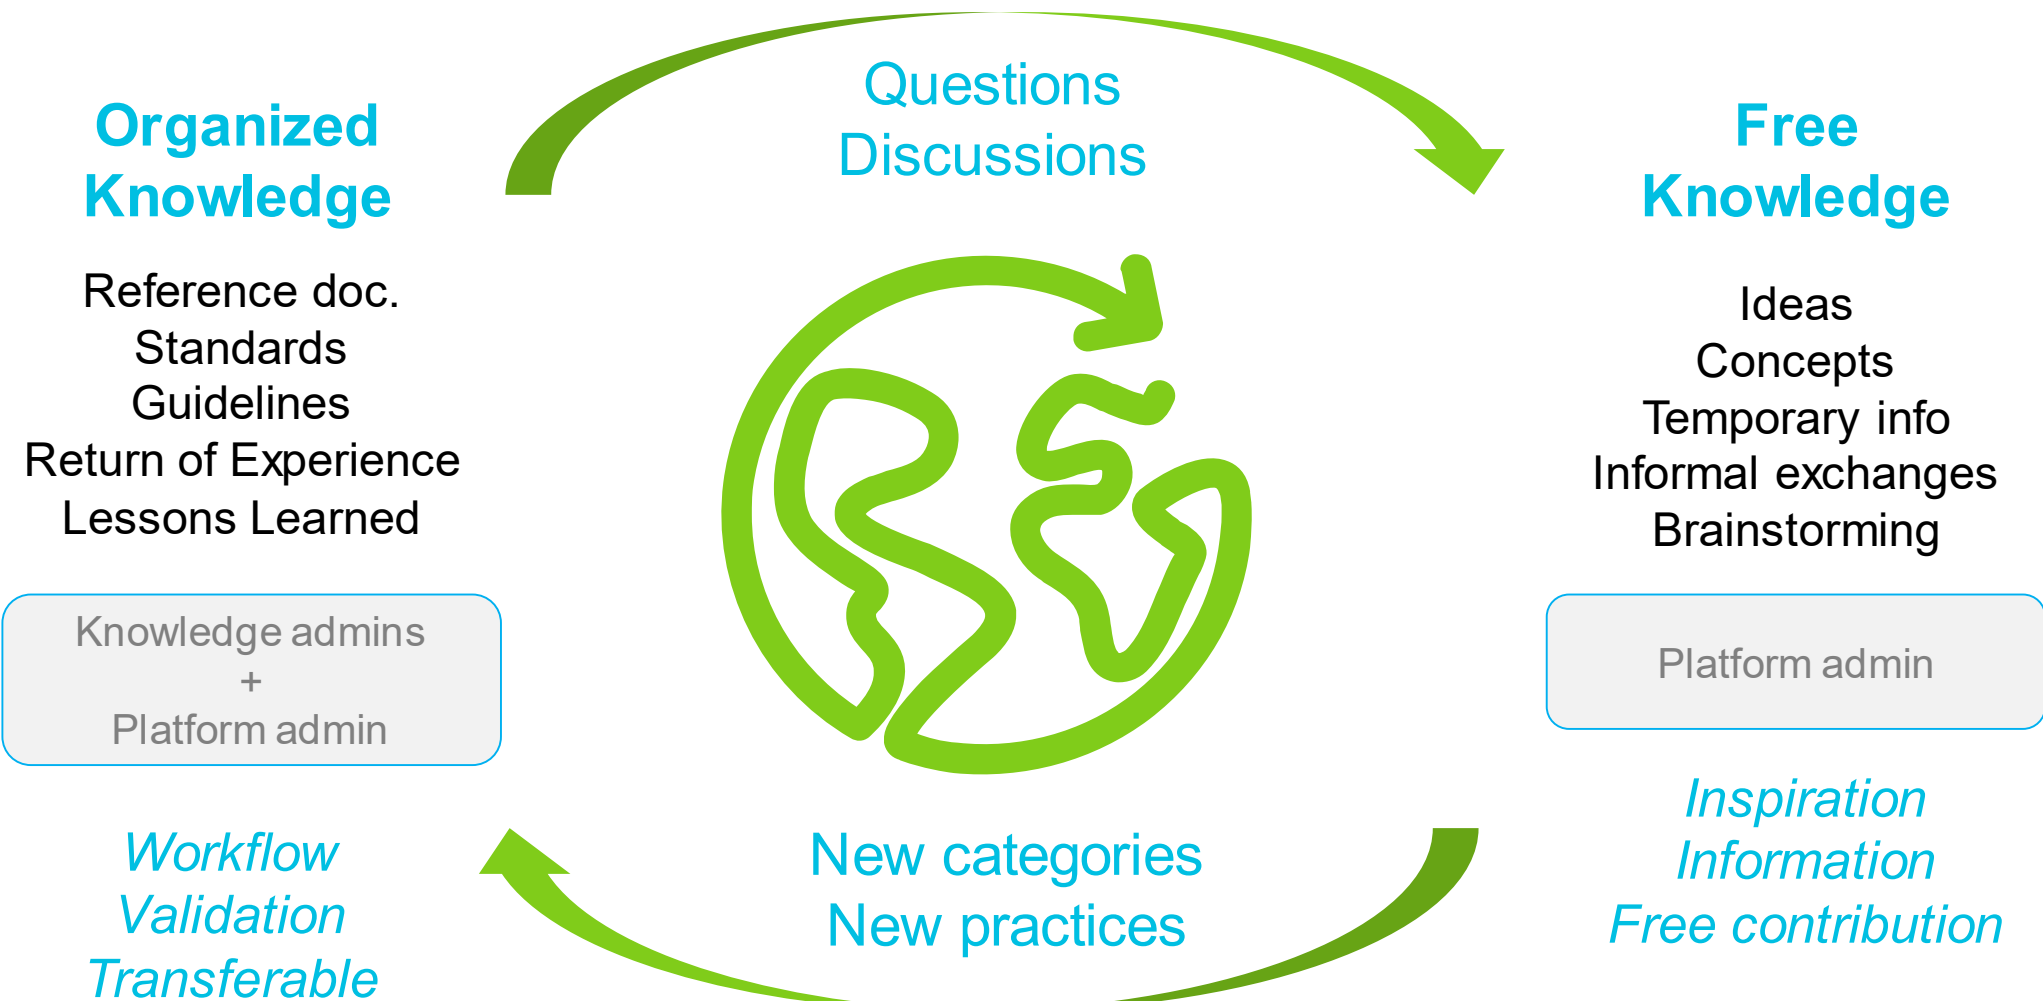 Organized
Knowledge
Reference doc.
Standards
Guidelines
Return of Experience
Lessons Learned
Knowledge admins
+
Platform admin
Workflow
Validation
Transferable
Questions
Discussions
New categories
New practices
Free
Knowledge
Ideas
Concepts
Temporary info
Informal exchanges
Brainstorming
Platform admin
Inspiration
Information
Free contribution